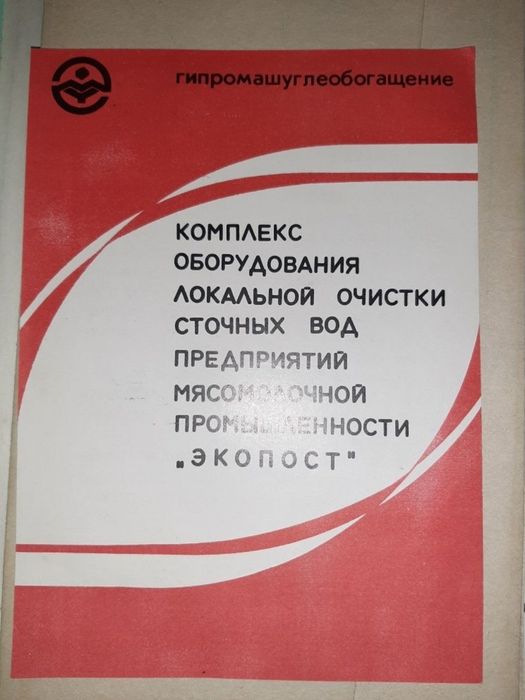 гипромашуглеобогащение
КОМПЛЕКС
ОБОРУДОВАНИЯ
ЛОКАЛЬНОЙ ОЧИСТКИ
СТОЧНЫХ ВОД
ПРЕДПРИЯТИЙ
МЯСОМОЛОЧНОЙ
ПРОМЫШЛЕННОСТИ
„ЭКОПОСТ"